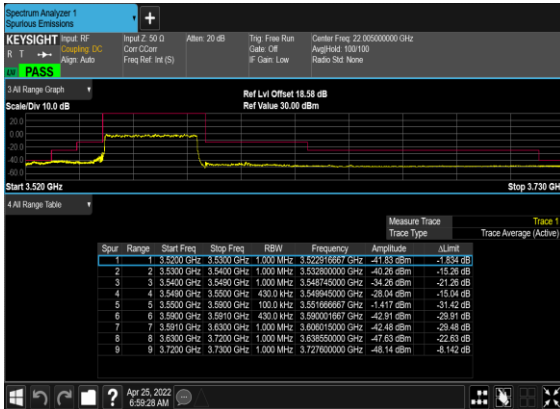 Spectrum Analyzer 1
Spurious Emissions
KEYSIGHT Input: RF Input Z: 50 Ω Atten: 20 dB Trig: Free Run Center Freq: 22.005000000 GHz
R T Coupling: DC Corr CCorr Gate: Off Avg|Hold: 100/100
Align: Auto Freq Ref: Int (S) IF Gain: Low Radio Std: None
PASS
3 All Range Graph Ref Lvl Offset 18.58 dB
Scale/Div 10.0 dB Ref Value 30.00 dBm
20.0
0.00
-20.0
-40.0
-60.0
Start 3.520 GHz Stop 3.730 GH
4 All Range Table
Measure Trace Trace 1
Trace Type Trace Average (Active)
Spur Range Start Freq Stop Freq RBW Frequency Amplitude ΔLimit
1 1 3.5200 GHz 3.5300 GHz 1.000 MHz 3.522916667 GHz -41.83 dBm -1.834 dB
2 2 3.5300 GHz 3.5400 GHz 1.000 MHz 3.532800000 GHz -40.26 dBm -15.26 dB
3 3 3.5400 GHz 3.5490 GHz 1.000 MHz 3.548745000 GHz -34.26 dBm -21.26 dB
4 4 3.5490 GHz 3.5500 GHz 430.0 kHz 3.549945000 GHz -28.04 dBm -15.04 dB
5 5 3.5500 GHz 3.5900 GHz 100.0 kHz 3.551666667 GHz -1.417 dBm -31.42 dB
6 6 3.5900 GHz 3.5910 GHz 430.0 kHz 3.590001667 GHz -42.91 dBm -29.91 dB
7 7 3.5910 GHz 3.6300 GHz 1.000 MHz 3.606015000 GHz -42.48 dBm -29.48 dB
8 8 3.6300 GHz 3.7200 GHz 1.000 MHz 3.638550000 GHz -47.63 dBm -22.63 dB
9 9 3.7200 GHz 3.7300 GHz 1.000 MHz 3.727600000 GHz -48.14 dBm -8.142 dB
? Apr 25, 2022
6:59:28 AM